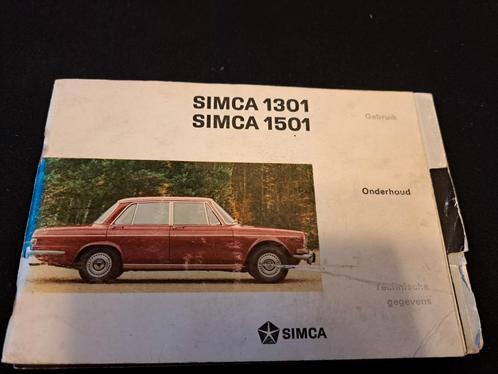 SIMCA 1301
SIMCA 1501
Gebruik
Onderhoud
Technische
gegevens
SIMCA